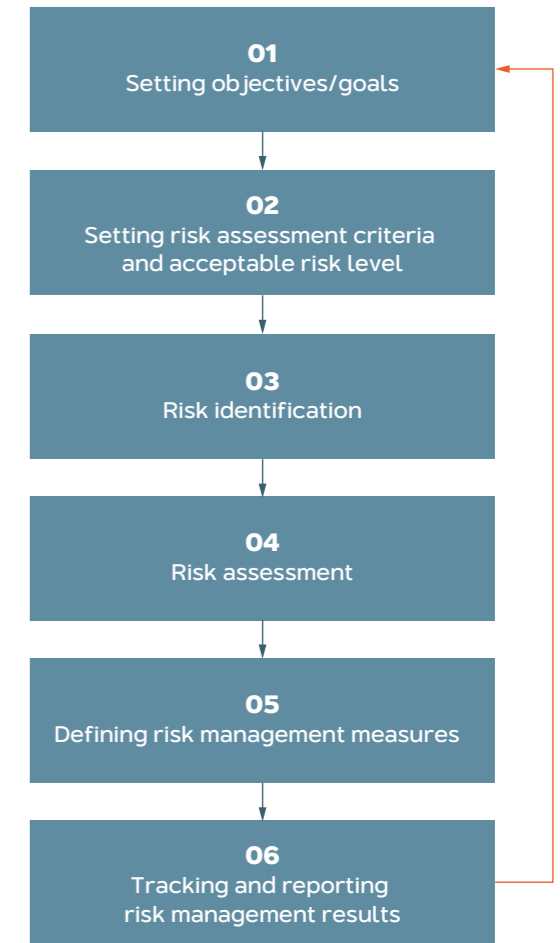 01
Setting objectives/goals
02
Setting risk assessment criteria
and acceptable risk level
03
Risk identification
04
Risk assessment
05
Defining risk management measures
06
Tracking and reporting
risk management results